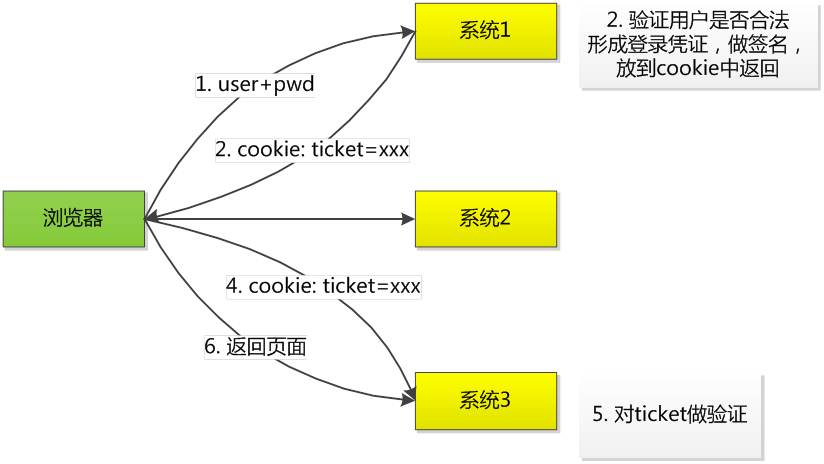 系统1
2. 验证用户是否合法
形成登录凭证，做签名，
放到cookie中返回
1. user+pwd
2. cookie: ticket=xxx
浏览器
系统2
4. cookie: ticket=xxx
6. 返回页面
系统3
5. 对ticket做验证